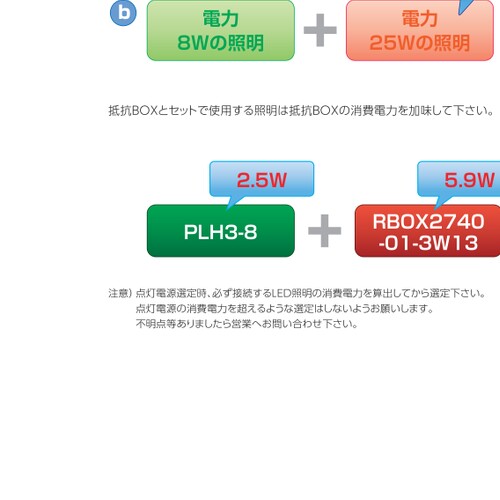 b
電力
8Wの照明
+
電力
25Wの照明
抵抗BOXとセットで使用する照明は抵抗BOXの消費電力を加味して下さい。
2.5W
5.9W
PLH3-8
+
RBOX2740
-01-3W13
注意) 点灯電源選定時、必ず接続するLED照明の消費電力を算出してから選定下さい。
点灯電源の消費電力を超えるような選定はしないようお願いします。
不明点等ありましたら営業へお問い合わせ下さい。